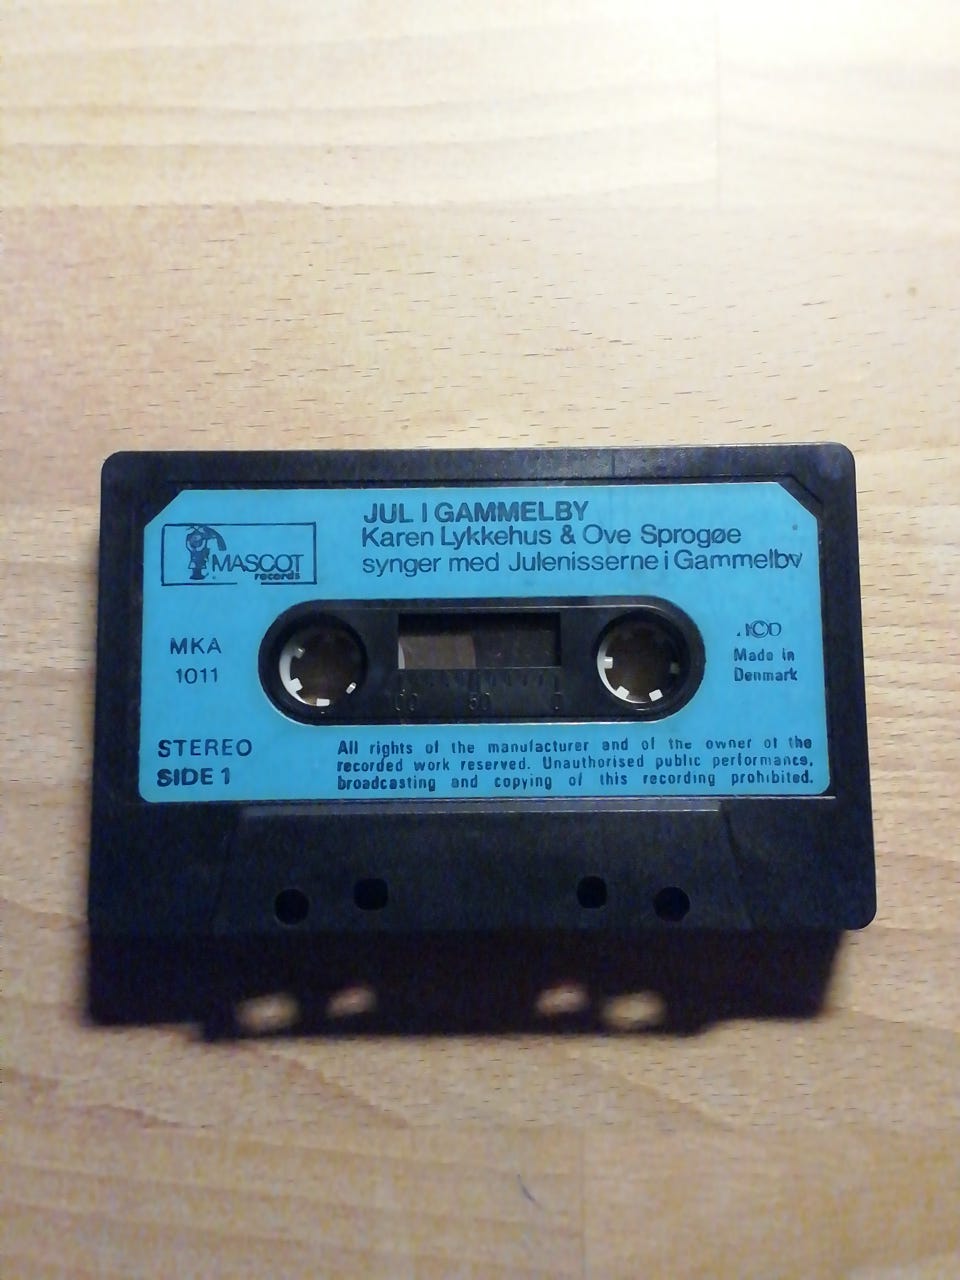 JUL I GAMMELBY
Karen Lykkehus & Ove Sprogøe
synger med Julenisserne i Gammelby
MASCOT
records
MKA
1011
NCB
Made in
Denmark
100 50 0
STEREO
SIDE 1
All rights of the manufacturer and of the owner of the
recorded work reserved. Unauthorised public performance,
broadcasting and copying of this recording prohibited.